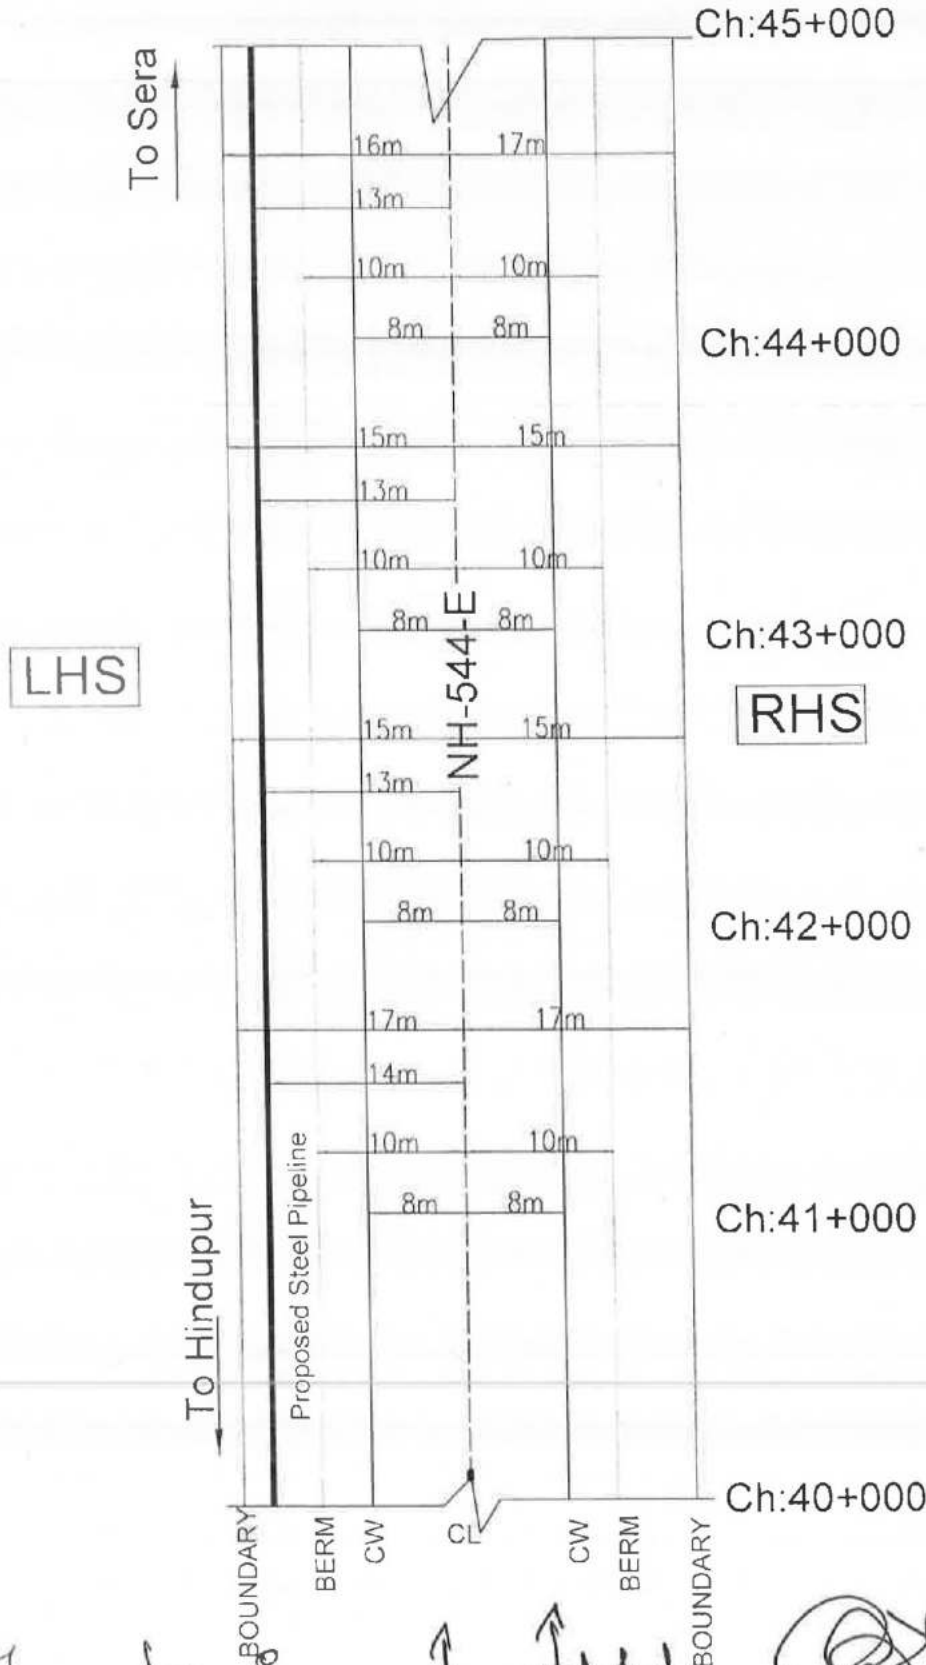 Ch:45+000
To Sera
16m 17m
13m
10m 10m
8m 8m
Ch:44+000
15m 15m
13m
10m 10m
8m 8m
Ch:43+000
LHS
NH-544-E
RHS
15m 15m
13m
10m 10m
8m 8m
Ch:42+000
17m 17m
14m
10m 10m
8m 8m
Ch:41+000
Proposed Steel Pipeline
To Hindupur
Ch:40+000
BOUNDARY BERM CW CL CW BERM BOUNDARY